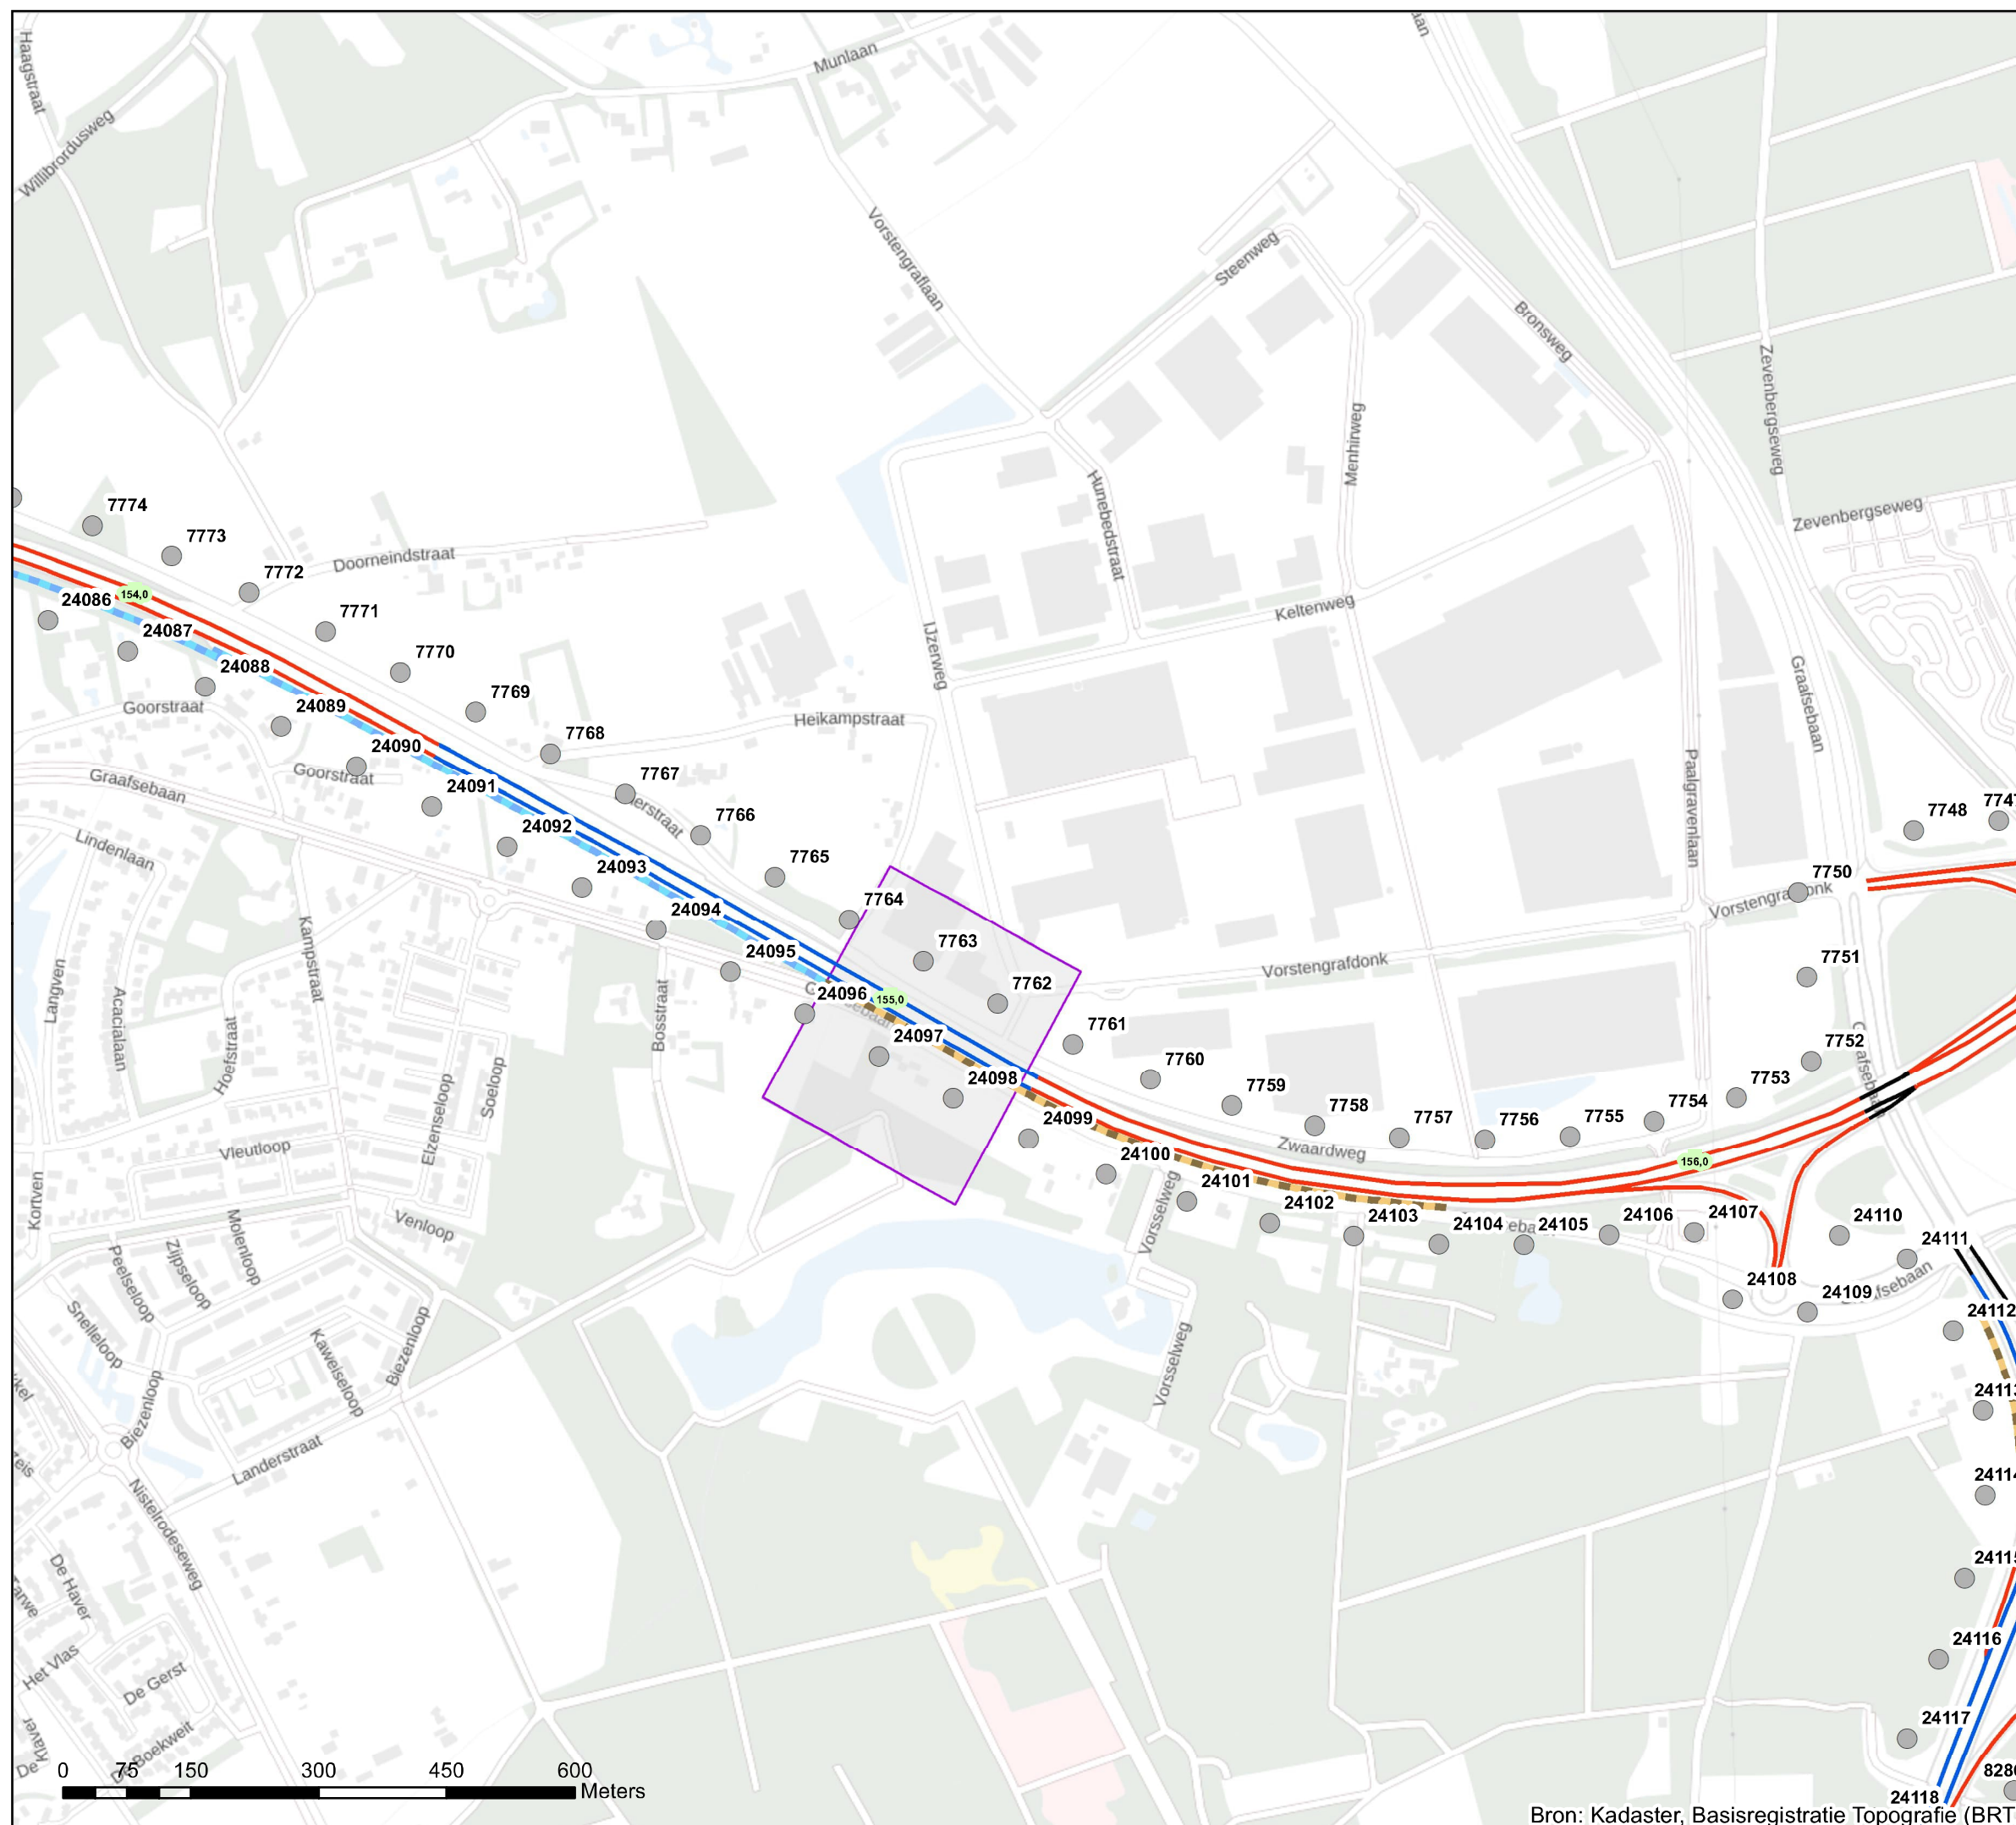 Haagstraat
Willibrordusweg
Munlaan
Vorstengraflaan
Steenweg
Bronsweg
Zevenbergseweg
Menhirweg
Hunebedstraat
Zevenbergseweg
7774
7773
7772
Doorneindstraat
24086
154,0
24087
7771
24088
7770
Goorstraat
24089
7769
24090
7768
Goorstraat
24091
7767
Graafsebaan
24092
7766
Lindenlaan
24093
7765
24094
7764
24095
7763
24096
155,0
7762
24097
24098
7761
24099
7760
24100
7759
24101
7758
24102
7757
24103
7756
24104
7755
24105
7754
24106
156,0
24107
7753
7752
7751
7750
7748
24108
24109
24110
24111
24112
24114
24116
24117
24118
IJzerweg
Keltenweg
Heikampstraat
Graafsebaan
Paalgravenlaan
Vorstengrafdonk
Zwaardweg
Vorsselweg
Vorsselweg
Kampstraat
Langven
Acacialaan
Hoefstraat
Bosstraat
Elzenseloop
Soeloop
Vleutloop
Kortven
Venloop
Molenloop
Zijpseloop
Peelseloop
Snelleloop
Kaweiseloop
Biezenloop
Biezenloop
Landerstraat
Nistelrodeseweg
De Haver
Het Vlas
De Gerst
0 75 150 300 450 600
Meters
Bron: Kadaster, Basisregistratie Topografie (BRT